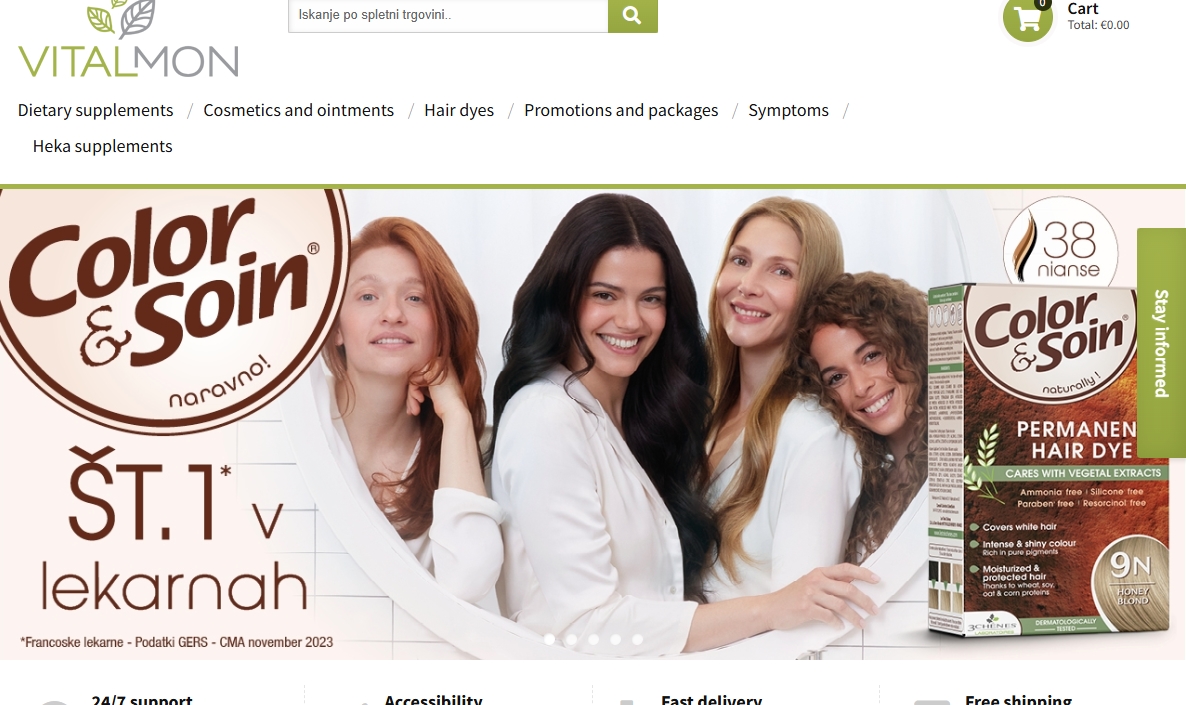 VITALMON
Iskanje po spletni trgovini..
0
Cart
Total: €0.00
Dietary supplements / Cosmetics and ointments / Hair dyes / Promotions and packages / Symptoms /
Heka supplements
Color
&Soin®
naravno!
ŠT.1* v
lekarnah
*Francoske lekarne - Podatki GERS - CMA november 2023
38
nianse
Color
&Soin®
naturally!
PERMANEN
HAIR DYE
CARES WITH VEGETAL EXTRACTS
Ammonia free | Silicone free
Paraben free | Resorcinol free
Covers white hair
Intense & shiny colour
Rich in pure pigments
Moisturized &
protected hair
Thanks to wheat, soy,
oat & corn proteins
9N
HONEY
BLOND
3CHENES
LABORATOIRES
DERMATOLOGICALLY
TESTED
Stay informed
24/7 support
Accessibility
Fast delivery
Free shipping